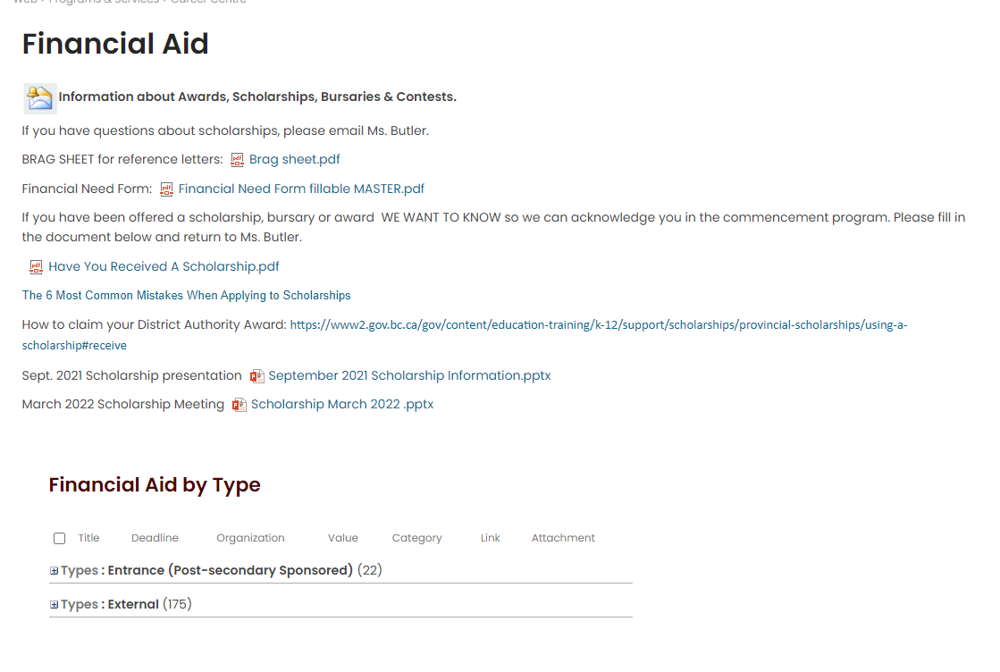 Web > Programs & Services > Career Centre
Financial Aid
Information about Awards, Scholarships, Bursaries & Contests.
If you have questions about scholarships, please email Ms. Butler.
BRAG SHEET for reference letters: Brag sheet.pdf
Financial Need Form: Financial Need Form fillable MASTER.pdf
If you have been offered a scholarship, bursary or award  WE WANT TO KNOW so we can acknowledge you in the commencement program. Please fill in
the document below and return to Ms. Butler.
Have You Received A Scholarship.pdf
The 6 Most Common Mistakes When Applying to Scholarships
How to claim your District Authority Award: https://www2.gov.bc.ca/gov/content/education-training/k-12/support/scholarships/provincial-scholarships/using-a-
scholarship#receive
Sept. 2021 Scholarship presentation September 2021 Scholarship Information.pptx
March 2022 Scholarship Meeting Scholarship March 2022 .pptx
Financial Aid by Type
Title Deadline Organization Value Category Link Attachment
Types : Entrance (Post-secondary Sponsored) (22)
Types : External (175)